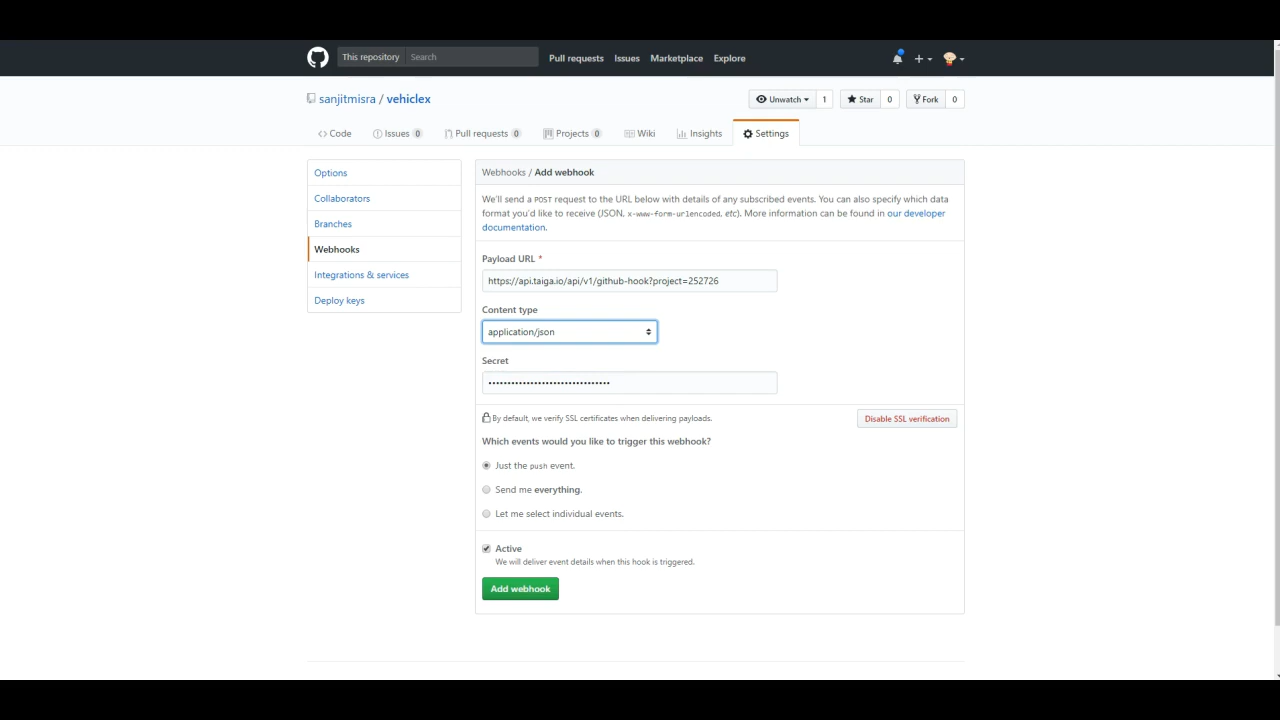 This repository Search Pull requests Issues Marketplace Explore
sanjitmisra / vehiclex Unwatch 1 Star 0 Fork 0
Code Issues 0 Pull requests 0 Projects 0 Wiki Insights Settings
Options
Collaborators
Branches
Webhooks
Integrations & services
Deploy keys
Webhooks / Add webhook
We'll send a POST request to the URL below with details of any subscribed events. You can also specify which data
format you'd like to receive (JSON, x-www-form-urlencoded, etc). More information can be found in our developer
documentation.
Payload URL *
https://api.taiga.io/api/v1/github-hook?project=252726
Content type
application/json
Secret
••••••••••••••••••••••••••••••••
By default, we verify SSL certificates when delivering payloads. Disable SSL verification
Which events would you like to trigger this webhook?
Just the push event.
Send me everything.
Let me select individual events.
Active
We will deliver event details when this hook is triggered.
Add webhook